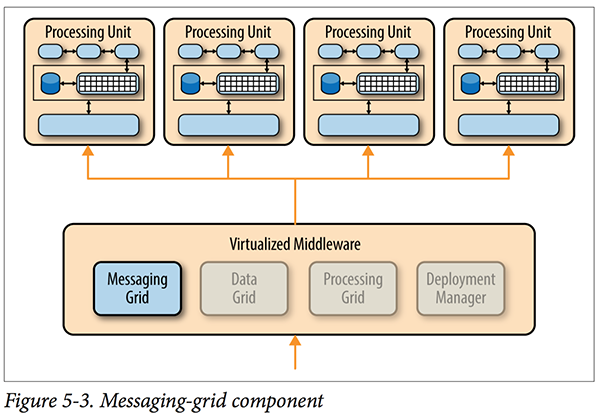 Processing Unit
Processing Unit
Processing Unit
Processing Unit
Virtualized Middleware
Messaging
Grid
Data
Grid
Processing
Grid
Deployment
Manager
Figure 5-3. Messaging-grid component